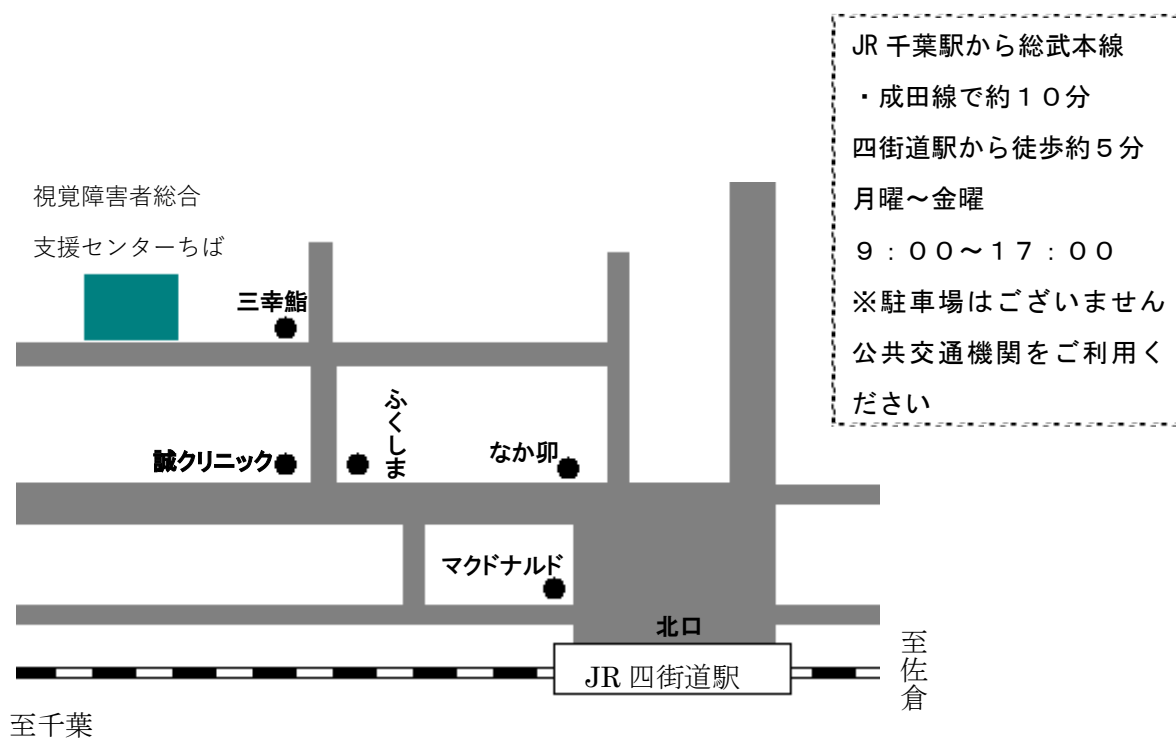 JR 千葉駅から総武本線
・成田線で約１０分
四街道駅から徒歩約５分
月曜～金曜
９：００～１７：００
※駐車場はございません
公共交通機関をご利用く
ださい
視覚障害者総合
支援センターちば
三幸鮨
ふくしま
誠クリニック
なか卯
マクドナルド
北口
JR 四街道駅
至佐倉
至千葉